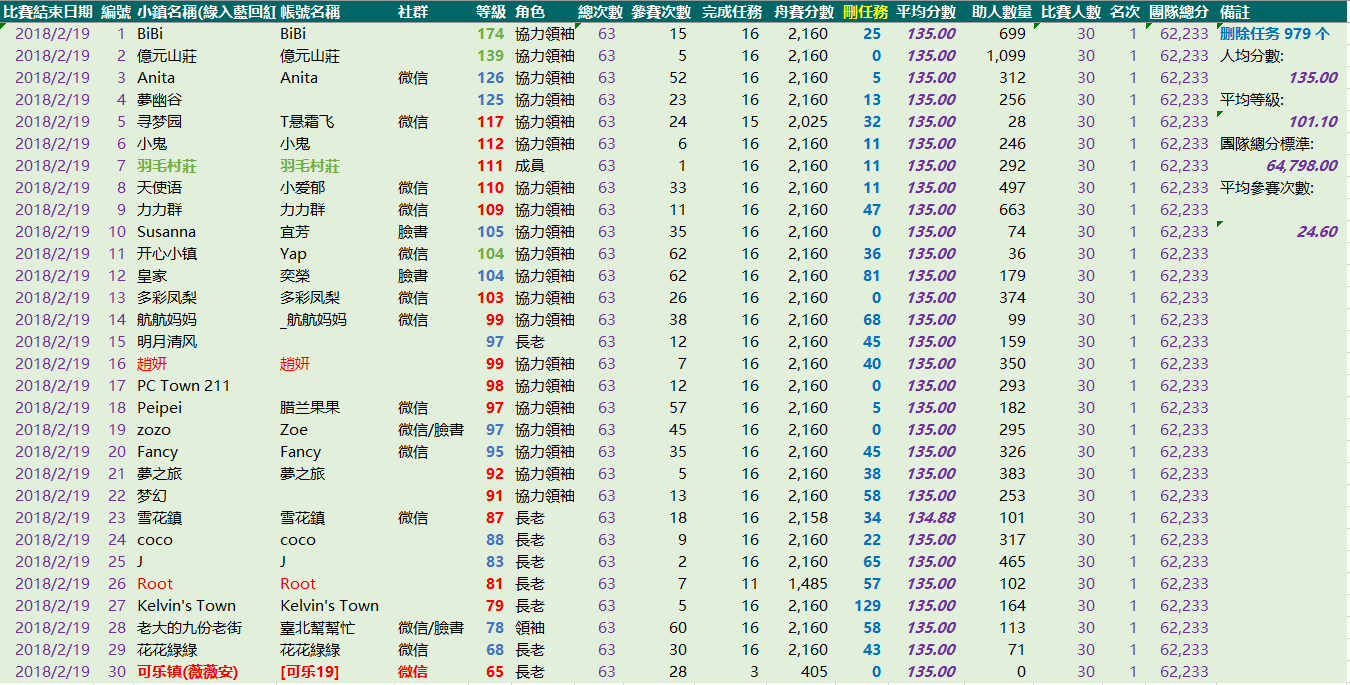 比賽結束日期 編號 小鎮名稱(綠入藍回紅 帳號名稱 社群 等級 角色 總次數 參賽次數 完成任務 舟賽分數 刪任務 平均分數 助人數量 比賽人數 名次 團隊總分 備註
2018/2/19 1 BiBi BiBi 174 協力領袖 63 15 16 2,160 25 135.00 699 30 1 62,233 删除任务 979 个
2018/2/19 2 億元山莊 億元山莊 139 協力領袖 63 5 16 2,160 0 135.00 1,099 30 1 62,233 人均分數:
2018/2/19 3 Anita Anita 微信 126 協力領袖 63 52 16 2,160 5 135.00 312 30 1 62,233 135.00
2018/2/19 4 夢幽谷 125 協力領袖 63 23 16 2,160 13 135.00 256 30 1 62,233 平均等級:
2018/2/19 5 寻梦园 T悬霜飞 微信 117 協力領袖 63 24 15 2,025 32 135.00 28 30 1 62,233 101.10
2018/2/19 6 小鬼 小鬼 112 協力領袖 63 6 16 2,160 11 135.00 246 30 1 62,233 團隊總分標準:
2018/2/19 7 羽毛村莊 羽毛村莊 111 成員 63 1 16 2,160 11 135.00 292 30 1 62,233 64,798.00
2018/2/19 8 天使语 小爱郁 微信 110 協力領袖 63 33 16 2,160 11 135.00 497 30 1 62,233 平均參賽次數:
2018/2/19 9 力力群 力力群 微信 109 協力領袖 63 11 16 2,160 47 135.00 663 30 1 62,233
2018/2/19 10 Susanna 宜芳 臉書 105 協力領袖 63 35 16 2,160 0 135.00 74 30 1 62,233 24.60
2018/2/19 11 开心小镇 Yap 微信 104 協力領袖 63 62 16 2,160 36 135.00 36 30 1 62,233
2018/2/19 12 皇家 奕榮 臉書 104 協力領袖 63 62 16 2,160 81 135.00 179 30 1 62,233
2018/2/19 13 多彩凤梨 多彩凤梨 微信 103 協力領袖 63 26 16 2,160 0 135.00 374 30 1 62,233
2018/2/19 14 航航妈妈 _航航妈妈 微信 99 協力領袖 63 38 16 2,160 68 135.00 99 30 1 62,233
2018/2/19 15 明月清风 97 長老 63 12 16 2,160 45 135.00 159 30 1 62,233
2018/2/19 16 趙妍 趙妍 99 協力領袖 63 7 16 2,160 40 135.00 350 30 1 62,233
2018/2/19 17 PC Town 211 98 協力領袖 63 12 16 2,160 0 135.00 293 30 1 62,233
2018/2/19 18 Peipei 腊兰果果 微信 97 協力領袖 63 57 16 2,160 5 135.00 182 30 1 62,233
2018/2/19 19 zozo Zoe 微信/臉書 97 協力領袖 63 45 16 2,160 0 135.00 295 30 1 62,233
2018/2/19 20 Fancy Fancy 微信 95 協力領袖 63 35 16 2,160 45 135.00 326 30 1 62,233
2018/2/19 21 夢之旅 夢之旅 92 協力領袖 63 5 16 2,160 38 135.00 383 30 1 62,233
2018/2/19 22 梦幻 91 協力領袖 63 13 16 2,160 58 135.00 253 30 1 62,233
2018/2/19 23 雪花鎮 雪花鎮 微信 87 長老 63 18 16 2,158 34 134.88 101 30 1 62,233
2018/2/19 24 coco coco 88 長老 63 9 16 2,160 22 135.00 317 30 1 62,233
2018/2/19 25 J J 83 長老 63 2 16 2,160 65 135.00 465 30 1 62,233
2018/2/19 26 Root Root 81 長老 63 7 11 1,485 57 135.00 102 30 1 62,233
2018/2/19 27 Kelvin's Town Kelvin's Town 79 長老 63 5 16 2,160 129 135.00 164 30 1 62,233
2018/2/19 28 老大的九份老街 臺北幫幫忙 微信/臉書 78 領袖 63 60 16 2,160 58 135.00 113 30 1 62,233
2018/2/19 29 花花綠綠 花花綠綠 微信 68 長老 63 30 16 2,160 43 135.00 71 30 1 62,233
2018/2/19 30 可乐镇(薇薇安) [可乐19] 微信 65 長老 63 28 3 405 0 135.00 0 30 1 62,233